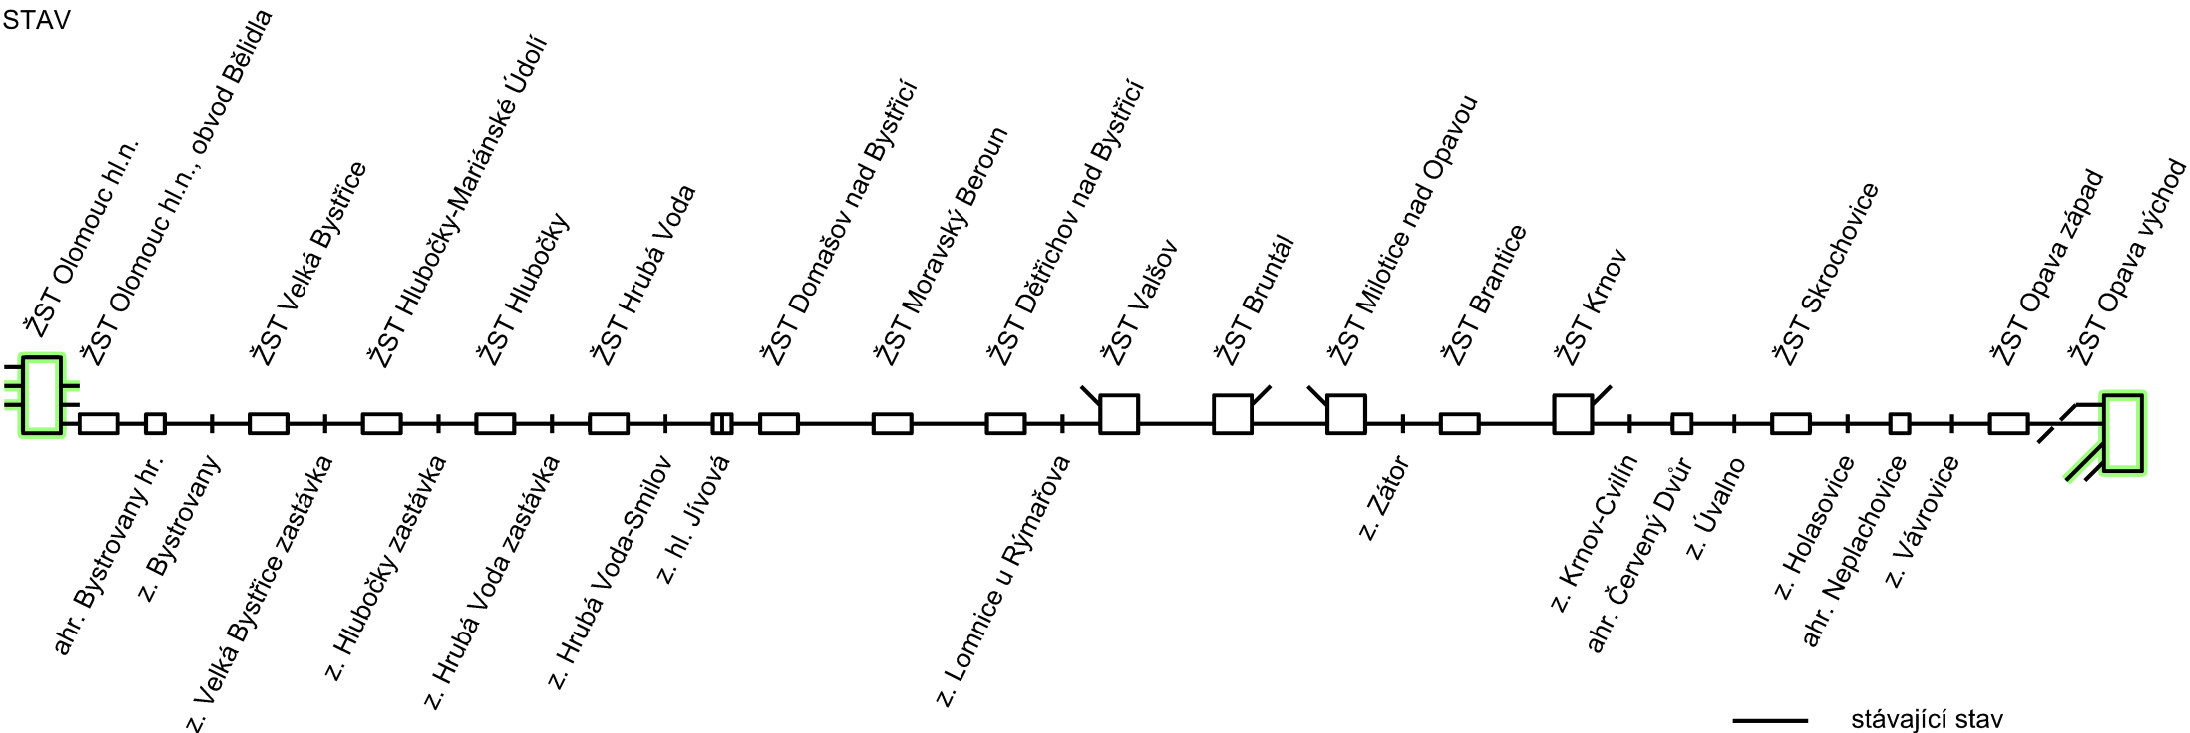 STAV
ŽST Olomouc hl.n.
ŽST Olomouc hl.n., obvod Bělidla
ŽST Velká Bystřice
ŽST Hlubočky-Mariánské Údolí
ŽST Hlubočky
ŽST Hrubá Voda
ŽST Domašov nad Bystřicí
ŽST Moravský Beroun
ŽST Dětřichov nad Bystřicí
ŽST Valšov
ŽST Bruntál
ŽST Milotice nad Opavou
ŽST Brantice
ŽST Krnov
ŽST Skrochovice
ŽST Opava západ
ŽST Opava východ
ahr. Bystrovany hr.
z. Bystrovany
z. Velká Bystřice zastávka
z. Hlubočky zastávka
z. Hrubá Voda zastávka
z. Hrubá Voda-Smilov
z. hl. Jívová
z. Lomnice u Rýmařova
z. Zátor
z. Krnov-Cvilín
ahr. Červený Dvůr
z. Úvalno
z. Holasovice
ahr. Neplachovice
z. Vávrovice
stávající stav